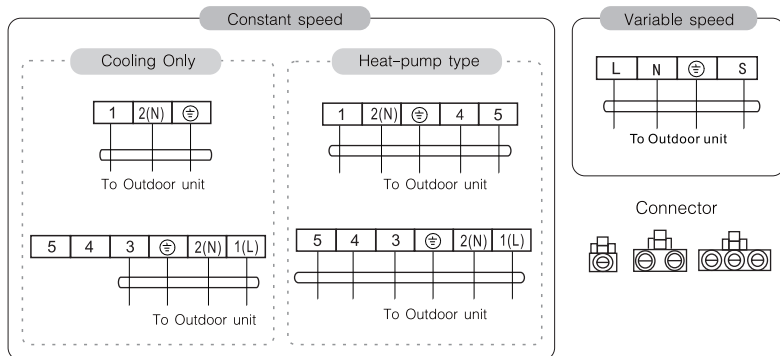 Constant speed
Cooling Only
1 2(N)
To Outdoor unit
5 4 3 2(N) 1(L)
To Outdoor unit
Heat-pump type
1 2(N) 4 5
To Outdoor unit
5 4 3 2(N) 1(L)
To Outdoor unit
Variable speed
L N S
To Outdoor unit
Connector